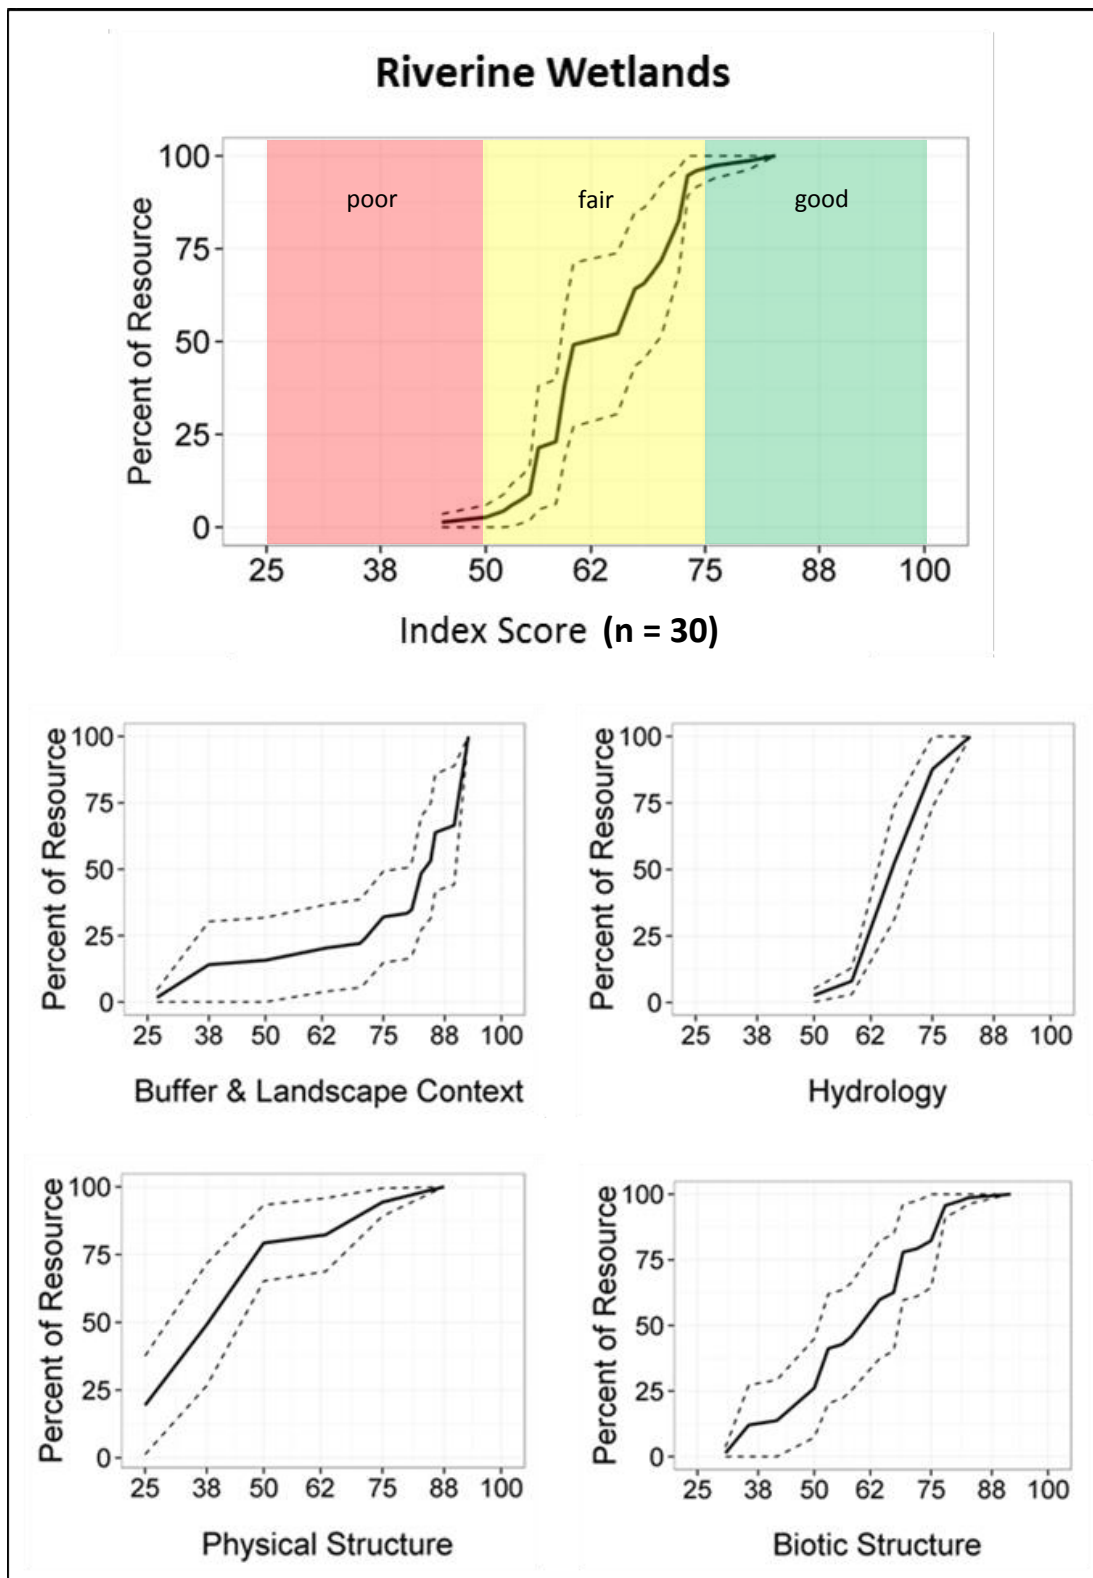 Riverine Wetlands
Percent of Resource
100
75
50
25
0
poor
fair
good
25 38 50 62 75 88 100
Index Score (n = 30)
Percent of Resource
100
75
50
25
0
25 38 50 62 75 88 100
Buffer & Landscape Context
Percent of Resource
100
75
50
25
0
25 38 50 62 75 88 100
Hydrology
Percent of Resource
100
75
50
25
0
25 38 50 62 75 88 100
Physical Structure
Percent of Resource
100
75
50
25
0
25 38 50 62 75 88 100
Biotic Structure